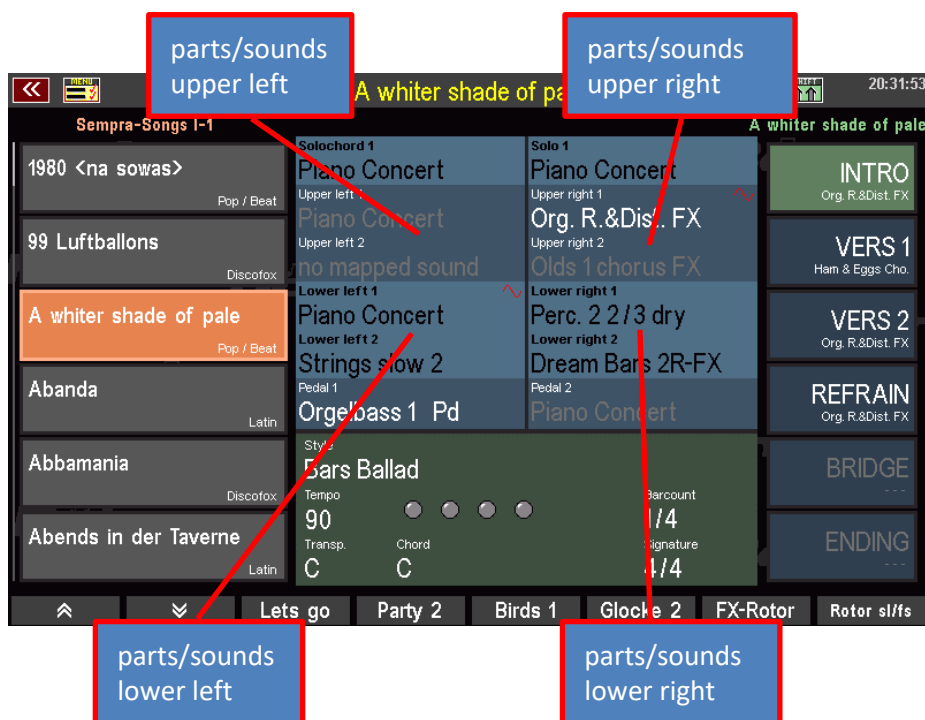 parts/sounds
upper left
parts/sounds
upper right
MENU
A whiter shade of pa
20:31:53
Sempra-Songs I-1
A whiter shade of pale
1980 <na sowas>
Pop / Beat
99 Luftballons
Discofox
A whiter shade of pale
Pop / Beat
Abanda
Latin
Abbamania
Discofox
Abends in der Taverne
Latin
Solochord 1
Piano Concert
Solo 1
Piano Concert
Upper left 1
Piano Concert
Upper right 1
Org. R.&Dist. FX
Upper left 2
no mapped sound
Upper right 2
Olds 1 chorus FX
Lower left 1
Piano Concert
Lower right 1
Perc. 2 2/3 dry
Lower left 2
Strings slow 2
Lower right 2
Dream Bars 2R-FX
Pedal 1
Orgelbass 1 Pd
Pedal 2
Piano Concert
Style
Bars Ballad
Tempo
90
Barcount
1/4
Transp.
C
Chord
C
Signature
4/4
INTRO
Org. R.&Dist. FX
VERS 1
Ham & Eggs Cho.
VERS 2
Org. R.&Dist. FX
REFRAIN
Org. R.&Dist. FX
BRIDGE
---
ENDING
---
Lets go
Party 2
Birds 1
Glocke 2
FX-Rotor
Rotor sl/fs
parts/sounds
lower left
parts/sounds
lower right